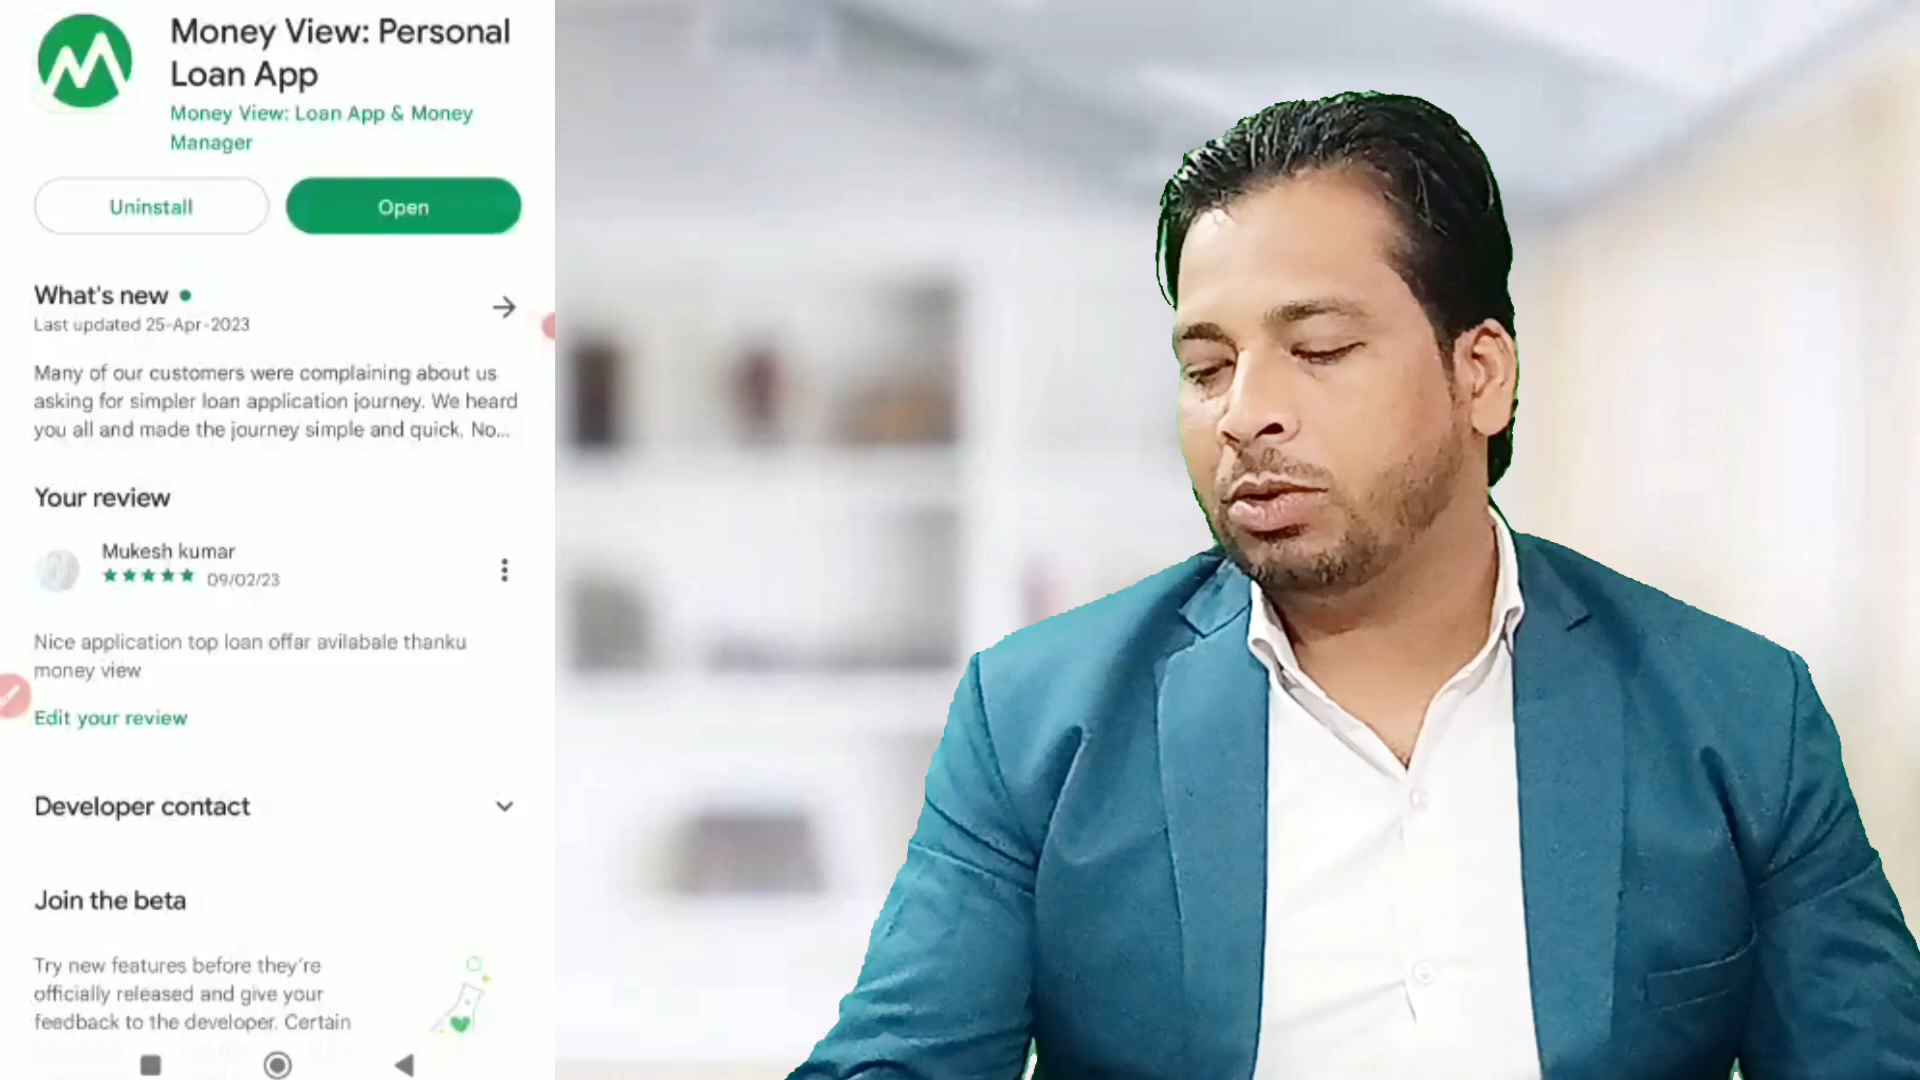 Money View: Personal
Loan App
Money View: Loan App & Money
Manager
Uninstall
Open
What's new
Last updated 25-Apr-2023
Many of our customers were complaining about us
asking for simpler loan application journey. We heard
you all and made the journey simple and quick. No...
Your review
Mukesh kumar
09/02/23
Nice application top loan offar avilabale thanku
money view
Edit your review
Developer contact
Join the beta
Try new features before they're
officially released and give your
feedback to the developer. Certain